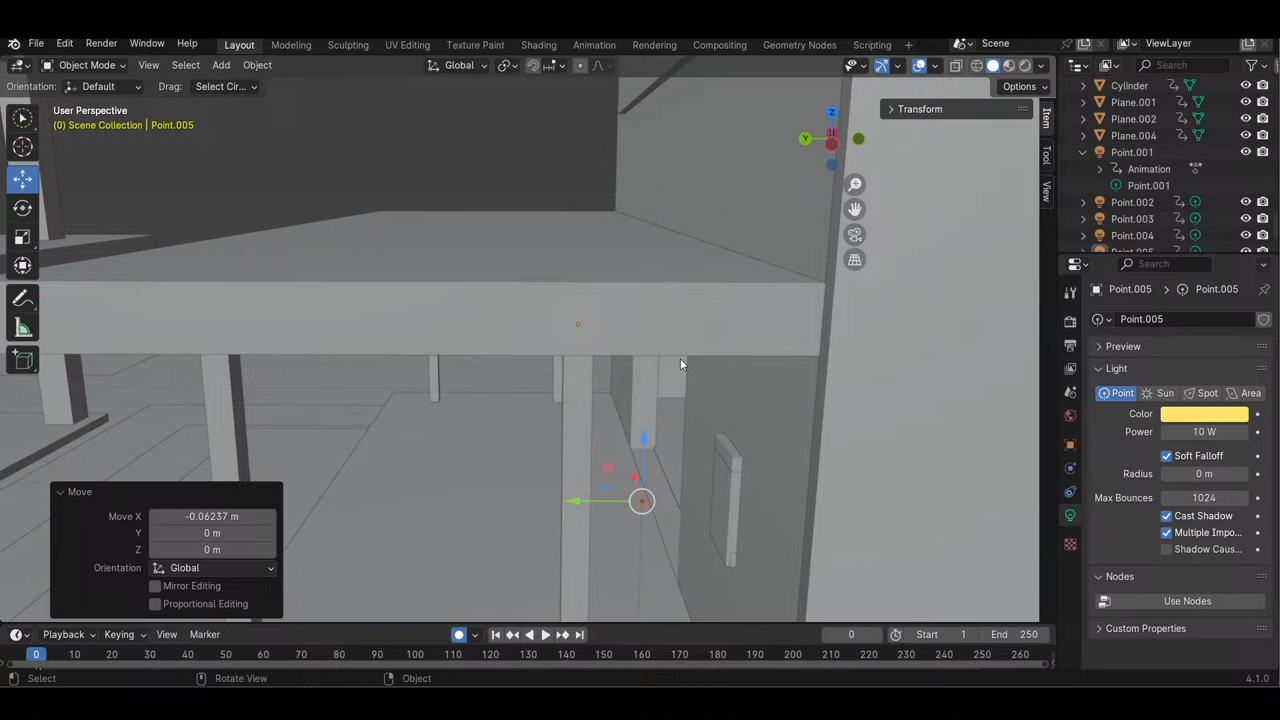 File Edit Render Window Help Layout Modeling Sculpting UV Editing Texture Paint Shading Animation Rendering Compositing Geometry Nodes Scripting + Scene ViewLayer
Object Mode View Select Add Object Global Search
Orientation: Default Drag: Select Cir... Options
User Perspective
(0) Scene Collection | Point.005
Transform
Item
Tool
View
Z
Y
Cylinder
Plane.001
Plane.002
Plane.004
Point.001
Animation
Point.001
Point.002
Point.003
Point.004
Search
Point.005 > Point.005
Point.005
Preview
Light
Point Sun Spot Area
Color
Power 10 W
Soft Falloff
Radius 0 m
Max Bounces 1024
Cast Shadow
Multiple Impo...
Shadow Caus...
Nodes
Use Nodes
Custom Properties
Move
Move X -0.06237 m
Y 0 m
Z 0 m
Orientation Global
Mirror Editing
Proportional Editing
Playback Keying View Marker 0 Start 1 End 250
0 10 20 30 40 50 60 70 80 90 100 110 120 130 140 150 160 170 180 190 200 210 220 230 240 250 260
Select Rotate View Object 4.1.0